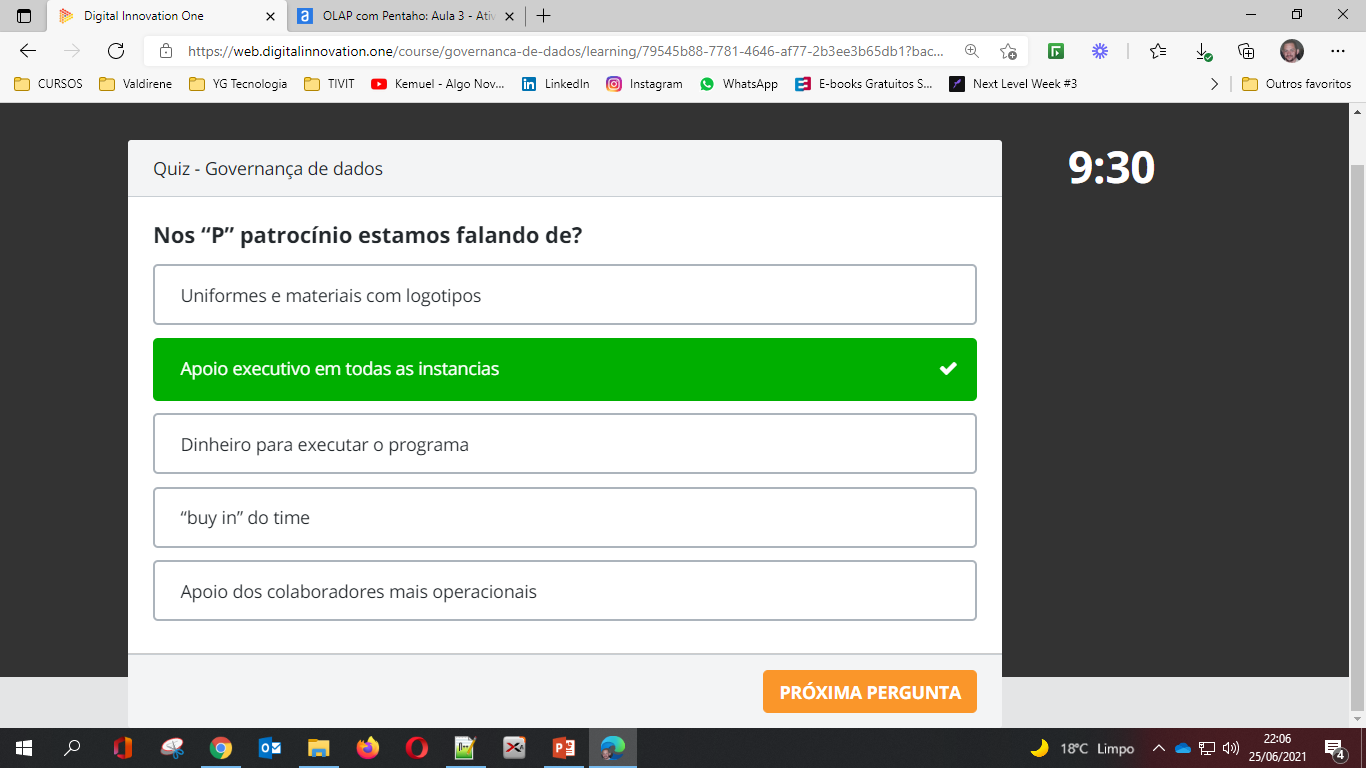 Digital Innovation One
OLAP com Pentaho: Aula 3 - Ativ
https://web.digitalinnovation.one/course/governanca-de-dados/learning/79545b88-7781-4646-af77-2b3ee3b65db1?bac...
CURSOS
Valdirene
YG Tecnologia
TIVIT
Kemuel - Algo Nov...
LinkedIn
Instagram
WhatsApp
E-books Gratuitos S...
Next Level Week #3
Outros favoritos
Quiz - Governança de dados
9:30
Nos “P” patrocínio estamos falando de?
Uniformes e materiais com logotipos
Apoio executivo em todas as instancias
Dinheiro para executar o programa
“buy in” do time
Apoio dos colaboradores mais operacionais
PRÓXIMA PERGUNTA
18°C Limpo
22:06
25/06/2021
4